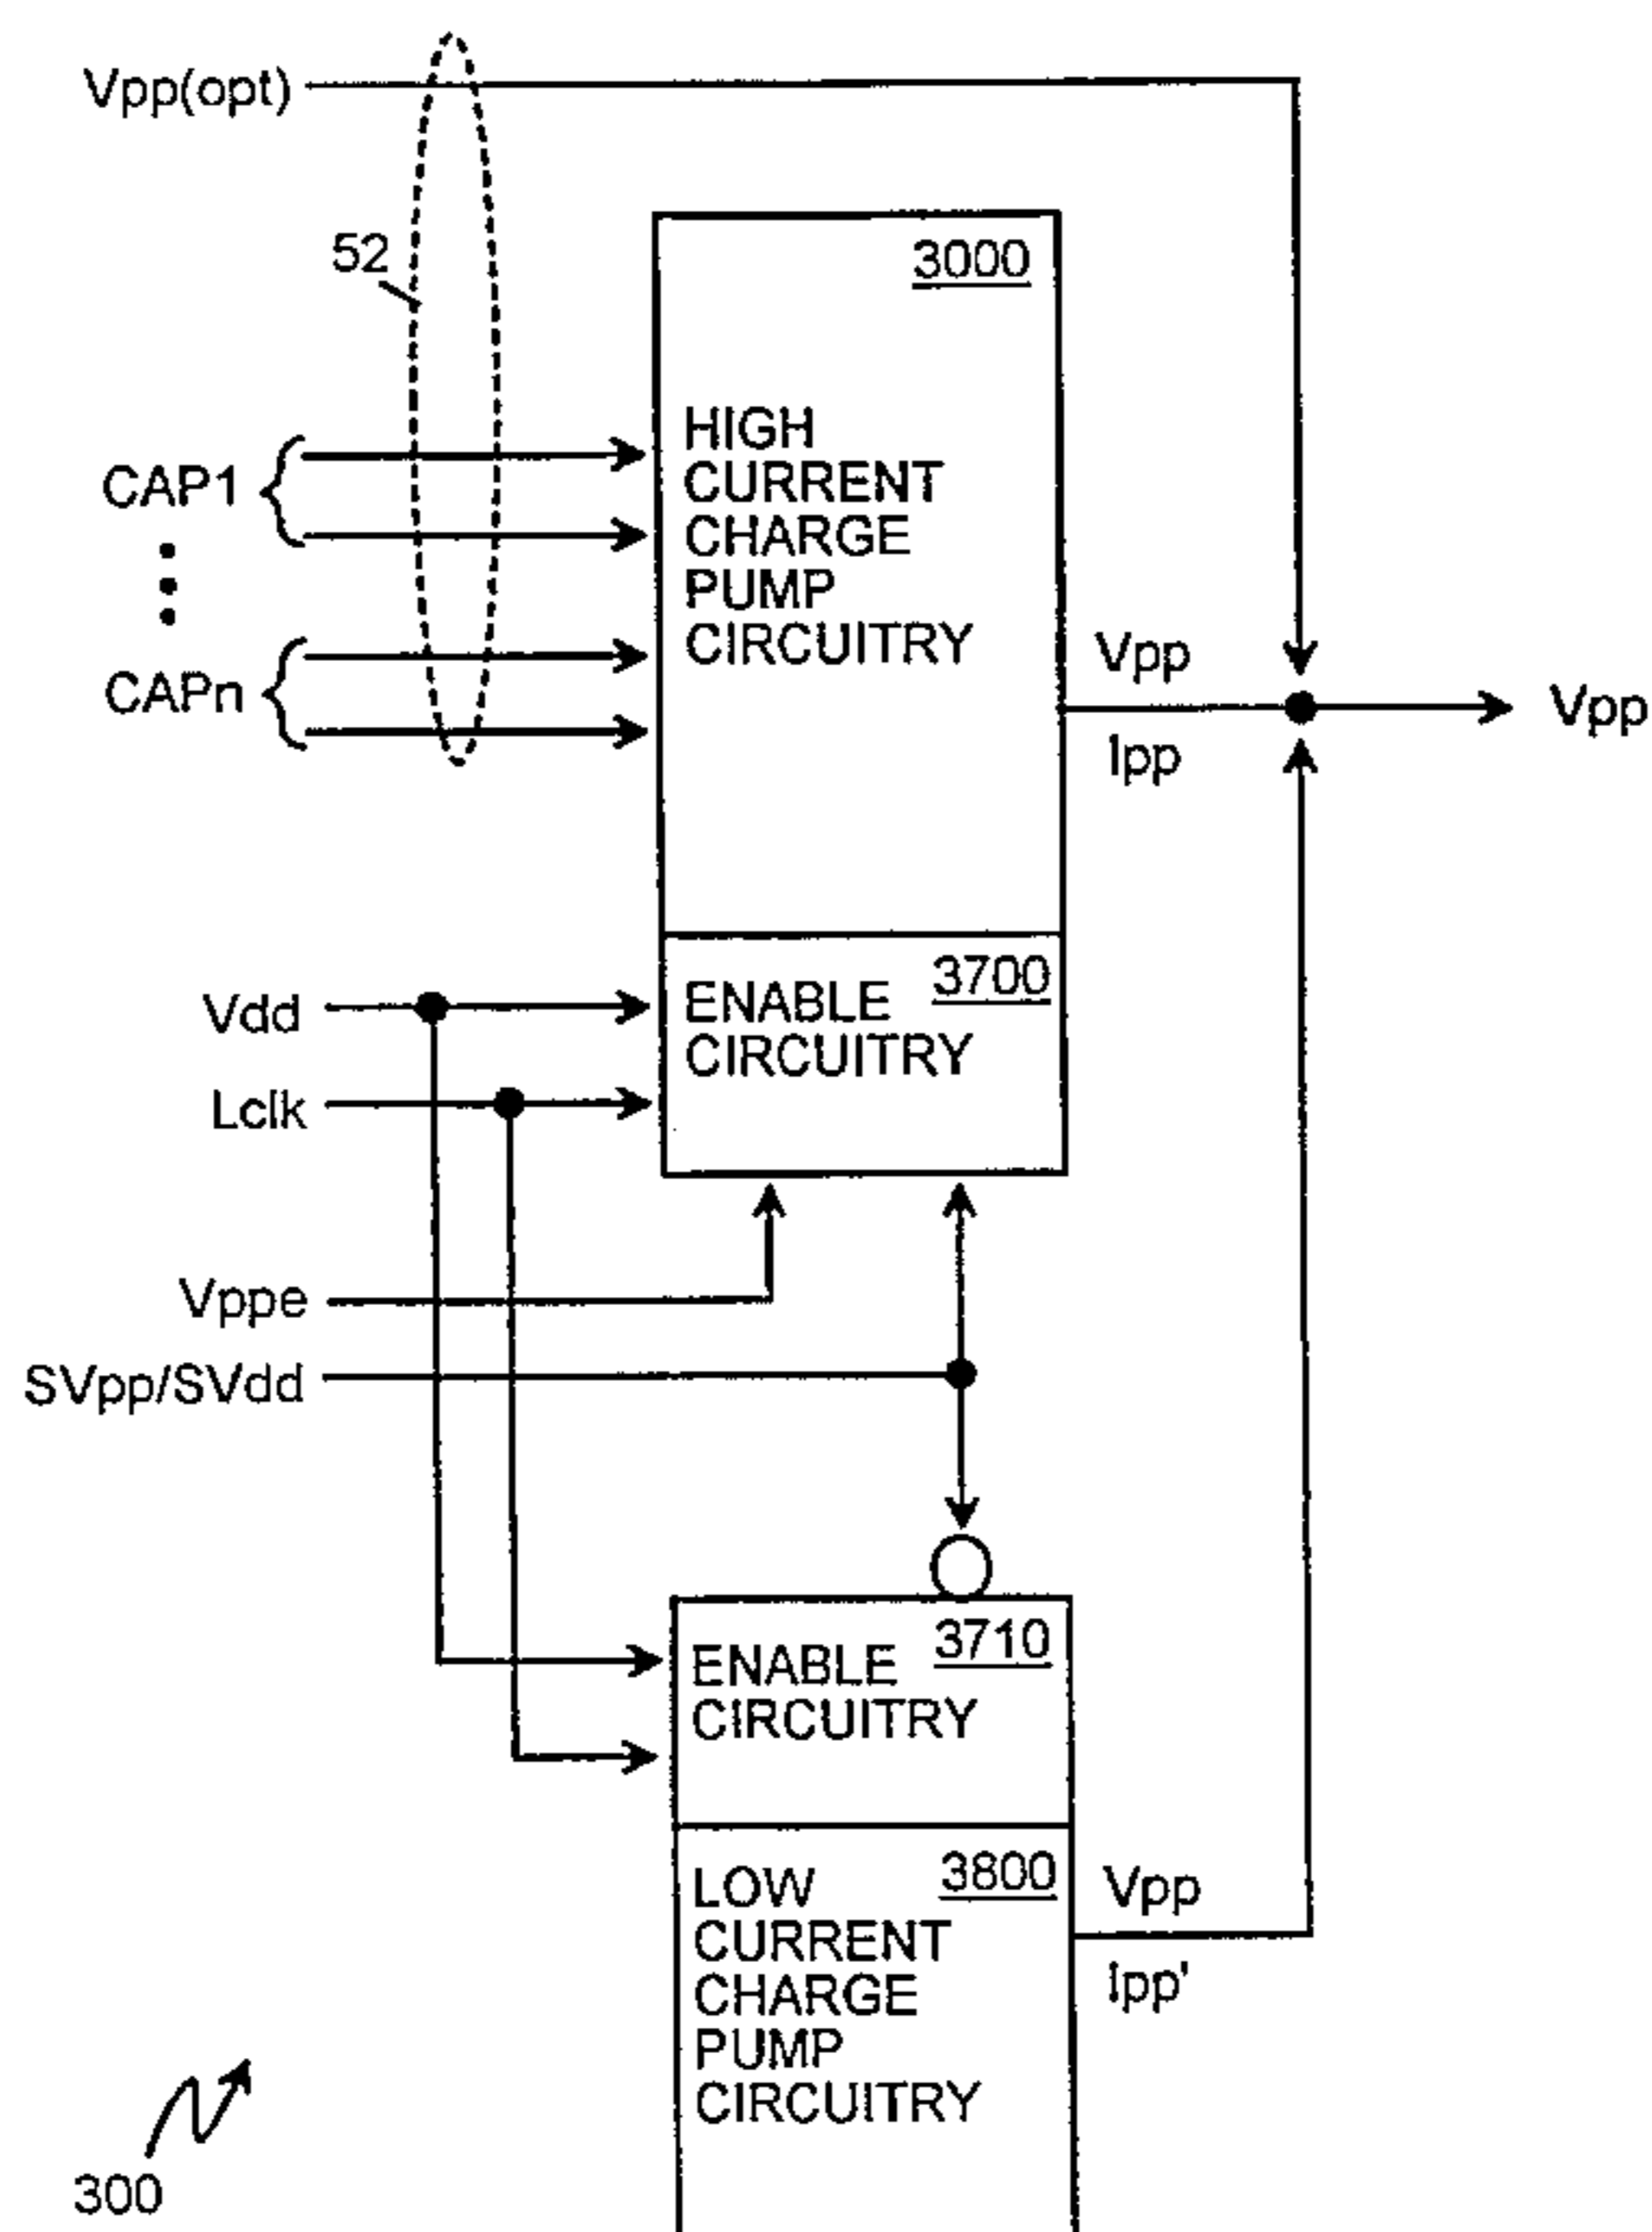 Vpp(opt)
52
3000
HIGH
CURRENT
CHARGE
PUMP
CIRCUITRY
CAP1
CAPn
Vpp
Ipp
Vpp
3700
ENABLE
CIRCUITRY
Vdd
Lclk
Vppe
SVpp/SVdd
3710
ENABLE
CIRCUITRY
3800
LOW
CURRENT
CHARGE
PUMP
CIRCUITRY
Vpp
Ipp'
300